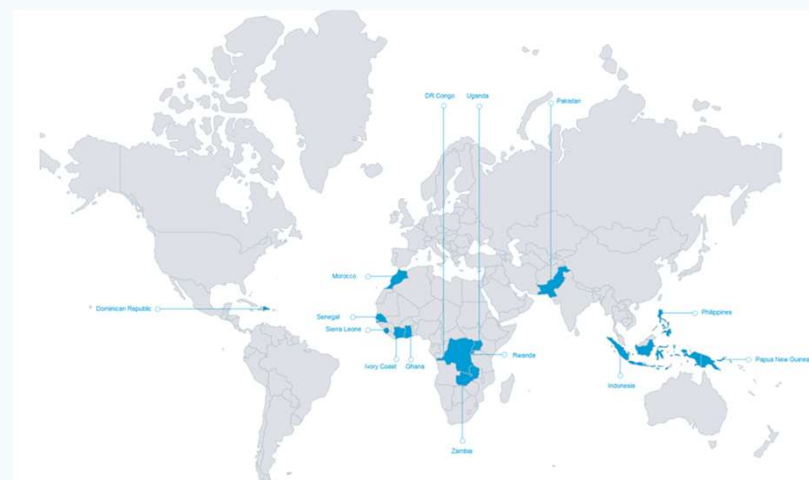 DR Congo
Uganda
Pakistan
Morocco
Dominican Republic
Senegal
Sierra Leone
Ivory Coast
Ghana
Rwanda
Zambia
Philippines
Papua New Guinea
Indonesia